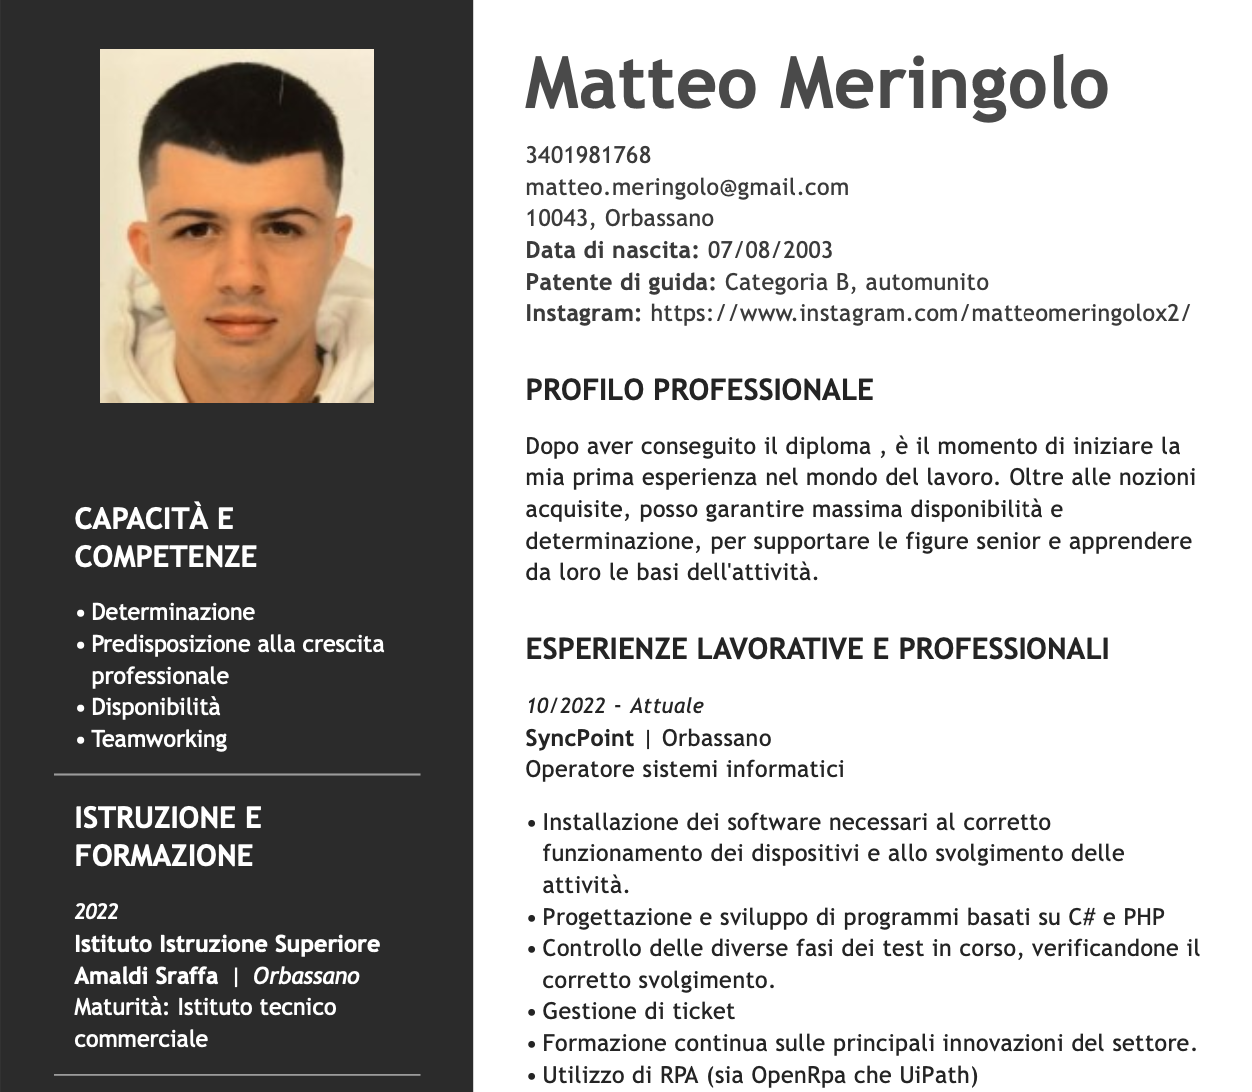 Matteo Meringolo
3401981768
matteo.meringolo@gmail.com
10043, Orbassano
Data di nascita: 07/08/2003
Patente di guida: Categoria B, automunito
Instagram: https://www.instagram.com/matteomeringolox2/
PROFILO PROFESSIONALE
Dopo aver conseguito il diploma , è il momento di iniziare la
mia prima esperienza nel mondo del lavoro. Oltre alle nozioni
acquisite, posso garantire massima disponibilità e
determinazione, per supportare le figure senior e apprendere
da loro le basi dell'attività.
ESPERIENZE LAVORATIVE E PROFESSIONALI
10/2022 - Attuale
SyncPoint | Orbassano
Operatore sistemi informatici
• Installazione dei software necessari al corretto
funzionamento dei dispositivi e allo svolgimento delle
attività.
• Progettazione e sviluppo di programmi basati su C# e PHP
• Controllo delle diverse fasi dei test in corso, verificandone il
corretto svolgimento.
• Gestione di ticket
• Formazione continua sulle principali innovazioni del settore.
• Utilizzo di RPA (sia OpenRpa che UiPath)
CAPACITÀ E
COMPETENZE
• Determinazione
• Predisposizione alla crescita
professionale
• Disponibilità
• Teamworking
ISTRUZIONE E
FORMAZIONE
2022
Istituto Istruzione Superiore
Amaldi Sraffa | Orbassano
Maturità: Istituto tecnico
commerciale